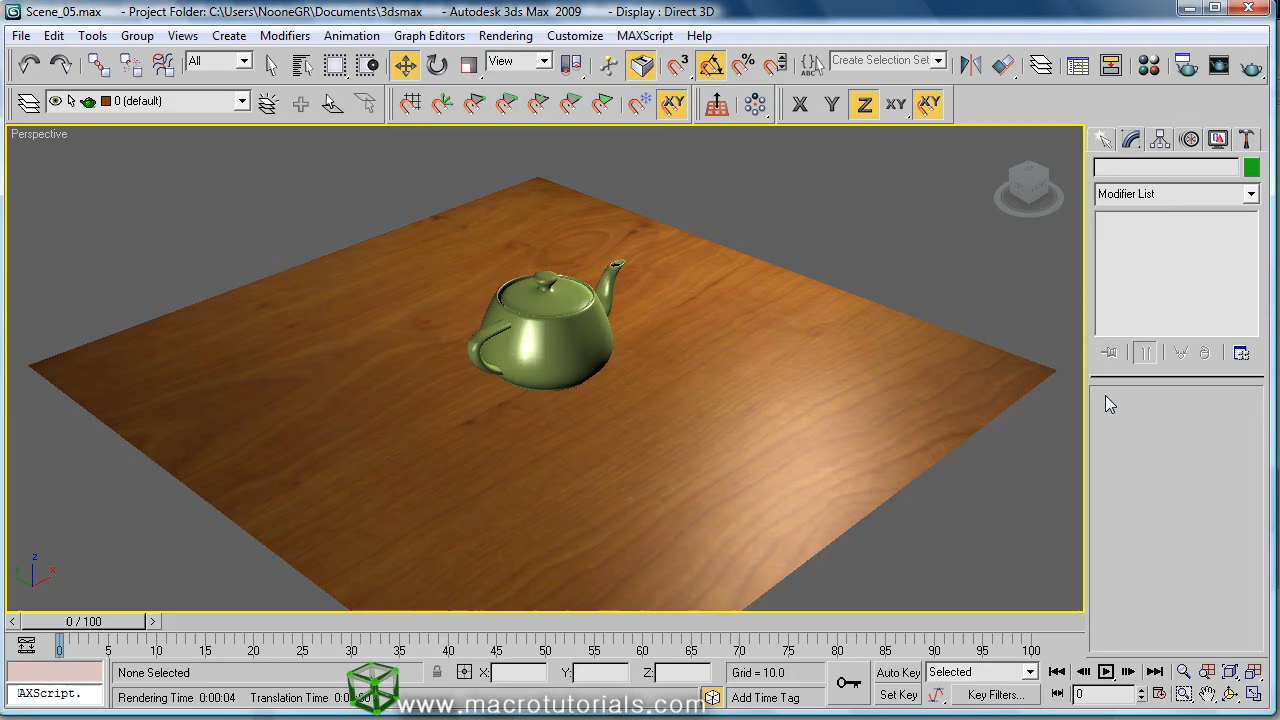 Scene_05.max - Project Folder: C:\Users\NooneGR\Documents\3dsmax - Autodesk 3ds Max 2009 - Display : Direct 3D
File Edit Tools Group Views Create Modifiers Animation Graph Editors Rendering Customize MAXScript Help
All View 3 % ABC Create Selection Set
0 (default) XY X Y Z XY XY
Perspective
Modifier List
z
y x
0 / 100
0 5 10 15 20 25 30 35 40 45 50 55 60 65 70 75 80 85 90 95 100
None Selected X: Y: Z: Grid = 10.0 Auto Key Selected
AXScript. Rendering Time 0:00:04 Translation Time Add Time Tag Set Key Key Filters... 0
www.macrotutorials.com